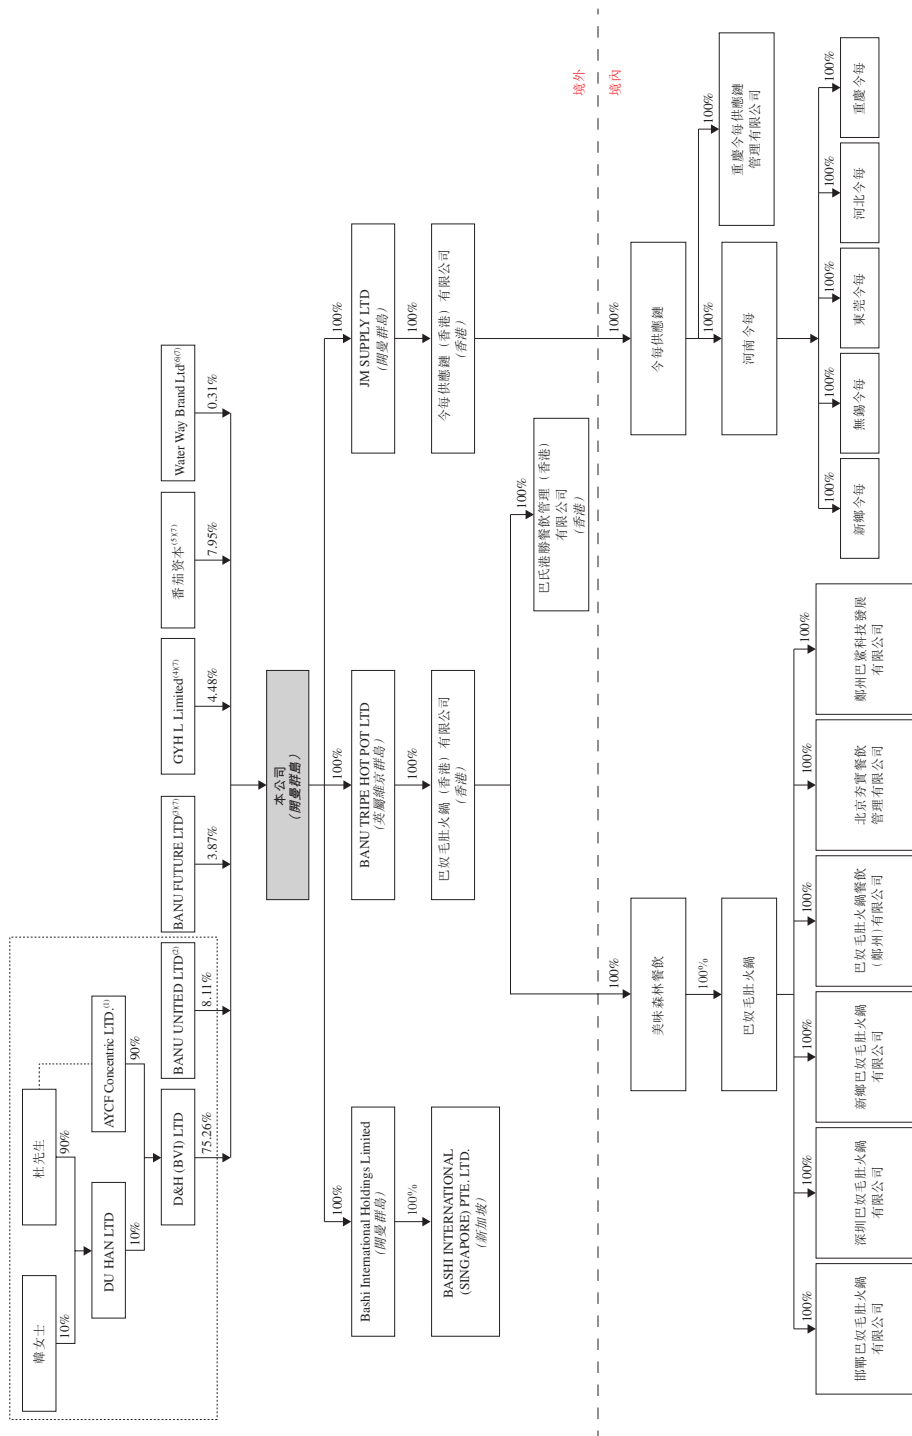 韓女士
杜先生
10%
90%
DU HAN LTD
AYCF Concentric LTD.(1)
10%
90%
D&H (BVI) LTD
BANU UNITED LTD(2)
BANU FUTURE LTD(3)(7)
GYH L Limited(4)(7)
番茄资本(5)(7)
Water Way Brand Ltd(6)(7)
75.26%
8.11%
3.87%
4.48%
7.95%
0.31%
本公司
(開曼群島)
100%
100%
100%
Bashi International Holdings Limited
(開曼群島)
BANU TRIPE HOT POT LTD
(英屬維京群島)
JM SUPPLY LTD
(開曼群島)
100%
100%
100%
BASHI INTERNATIONAL
(SINGAPORE) PTE. LTD.
(新加坡)
巴奴毛肚火鍋（香港）有限公司
(香港)
今每供應鏈（香港）有限公司
(香港)
100%
巴氏港勝餐飲管理（香港）
有限公司
(香港)
境外
境內
100%
100%
美味森林餐飲
今每供應鏈
100%
100%
100%
巴奴毛肚火鍋
河南今每
重慶今每供應鏈
管理有限公司
100%
100%
100%
100%
100%
100%
100%
100%
100%
100%
100%
邯鄲巴奴毛肚火鍋
有限公司
深圳巴奴毛肚火鍋
有限公司
新鄉巴奴毛肚火鍋
有限公司
巴奴毛肚火鍋餐飲
(鄭州)有限公司
北京夯實餐飲
管理有限公司
鄭州巴鯊科技發展
有限公司
新鄉今每
無錫今每
東莞今每
河北今每
重慶今每